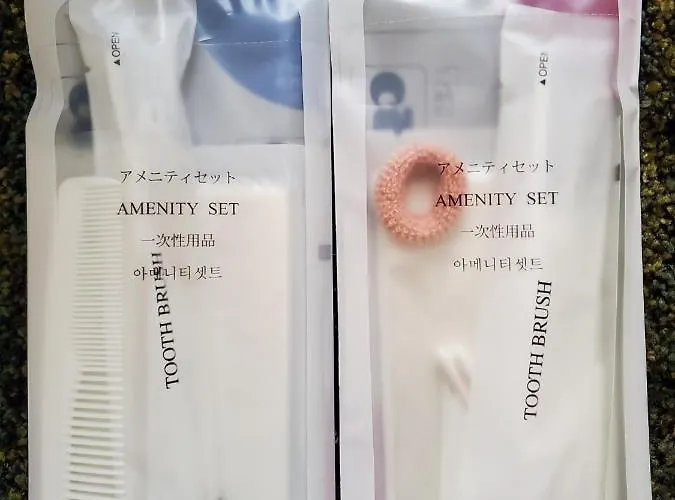 ▲OPEN
アメニティセット
AMENITY SET
一次性用品
아메니티셋트
TOOTH BRUSH
▲OPEN
アメニティセット
AMENITY SET
一次性用品
아메니티셋트
TOOTH BRUSH